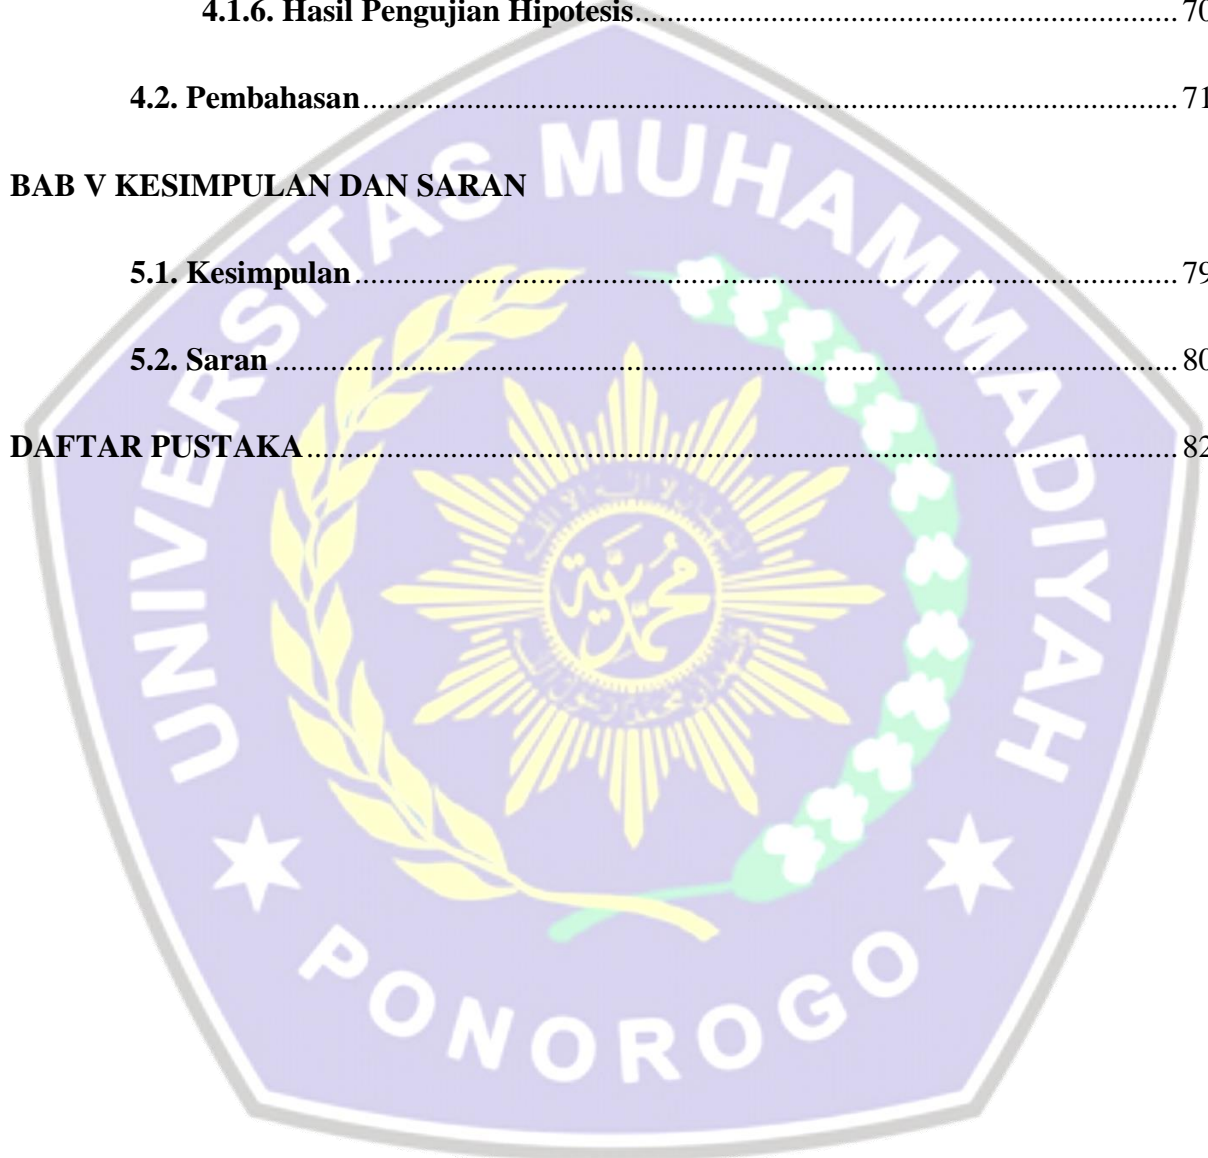 4.1.6. Hasil Pengujian Hipotesis.......... 70
4.2. Pembahasan.......... 71
BAB V KESIMPULAN DAN SARAN
5.1. Kesimpulan.......... 79
5.2. Saran .......... 80
DAFTAR PUSTAKA.......... 82
UNIVERSITAS MUHAMMADIYAH
PONOROGO
محمدية